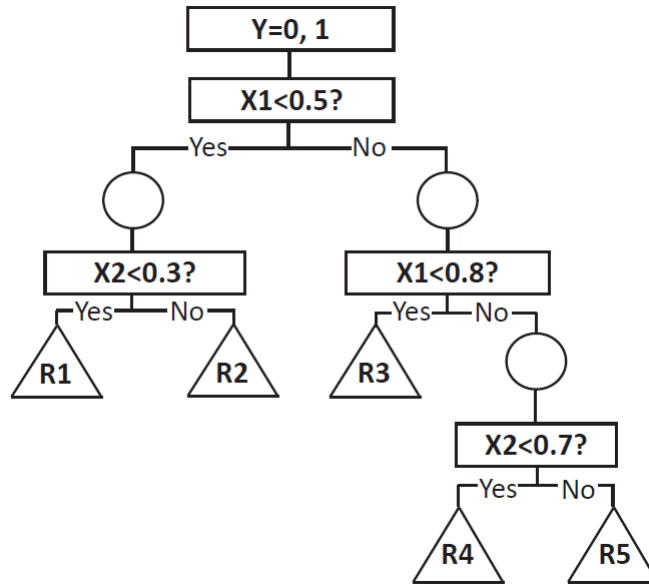 Y=0, 1
X1<0.5?
Yes No
X2<0.3? X1<0.8?
Yes No Yes No
R1 R2 R3
X2<0.7?
Yes No
R4 R5